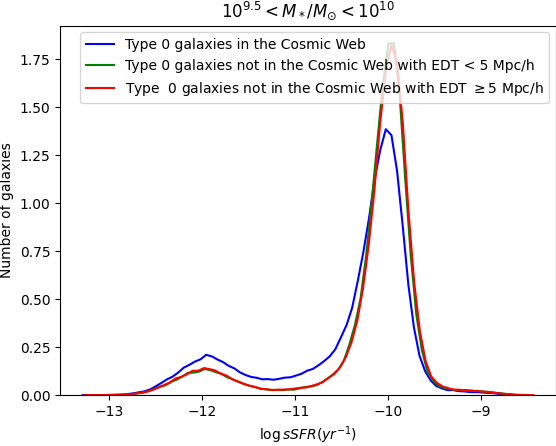 10^9.5 < M_*/M_⊙ < 10^10
Type 0 galaxies in the Cosmic Web
Type 0 galaxies not in the Cosmic Web with EDT < 5 Mpc/h
Type 0 galaxies not in the Cosmic Web with EDT ≥5 Mpc/h
Number of galaxies
1.75
1.50
1.25
1.00
0.75
0.50
0.25
0.00
−13
−12
−11
−10
−9
log sSFR(yr^−1)